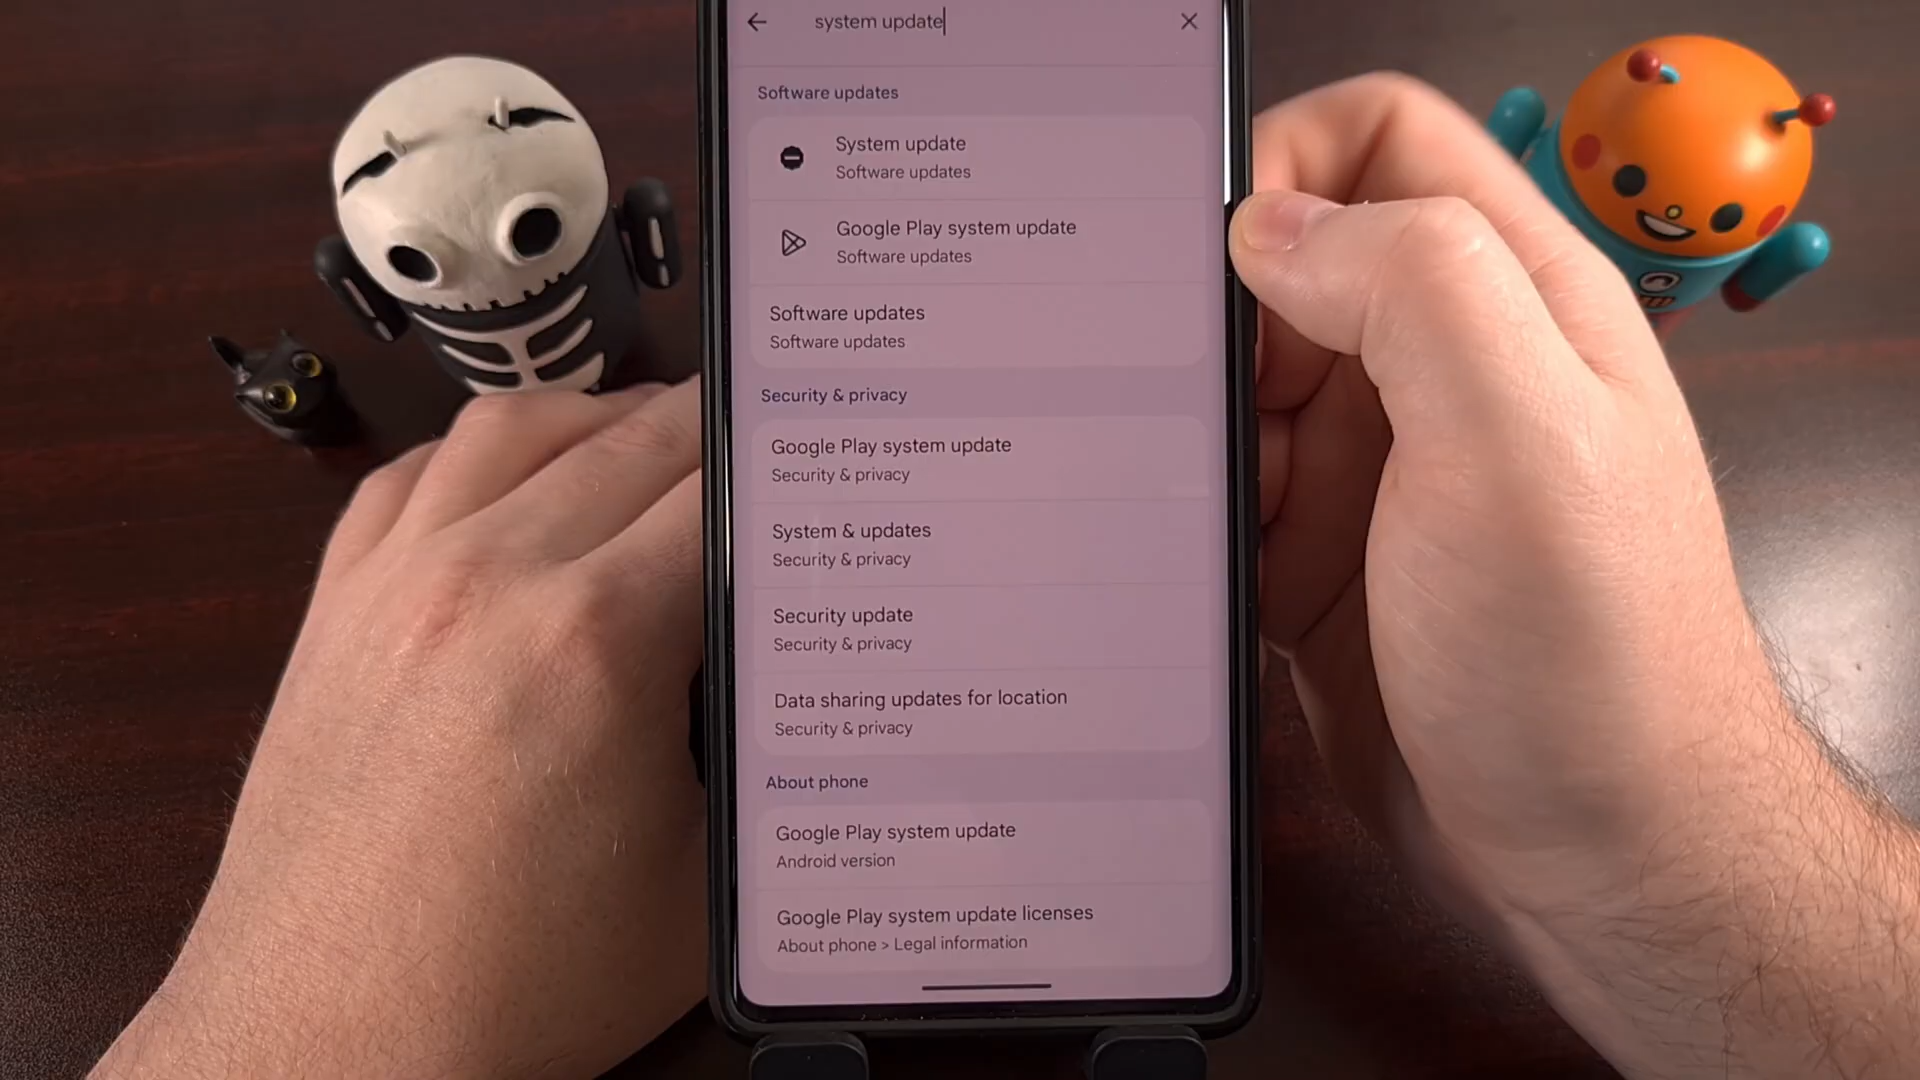 system update
Software updates
System update
Software updates
Google Play system update
Software updates
Software updates
Software updates
Security & privacy
Google Play system update
Security & privacy
System & updates
Security & privacy
Security update
Security & privacy
Data sharing updates for location
Security & privacy
About phone
Google Play system update
Android version
Google Play system update licenses
About phone > Legal information